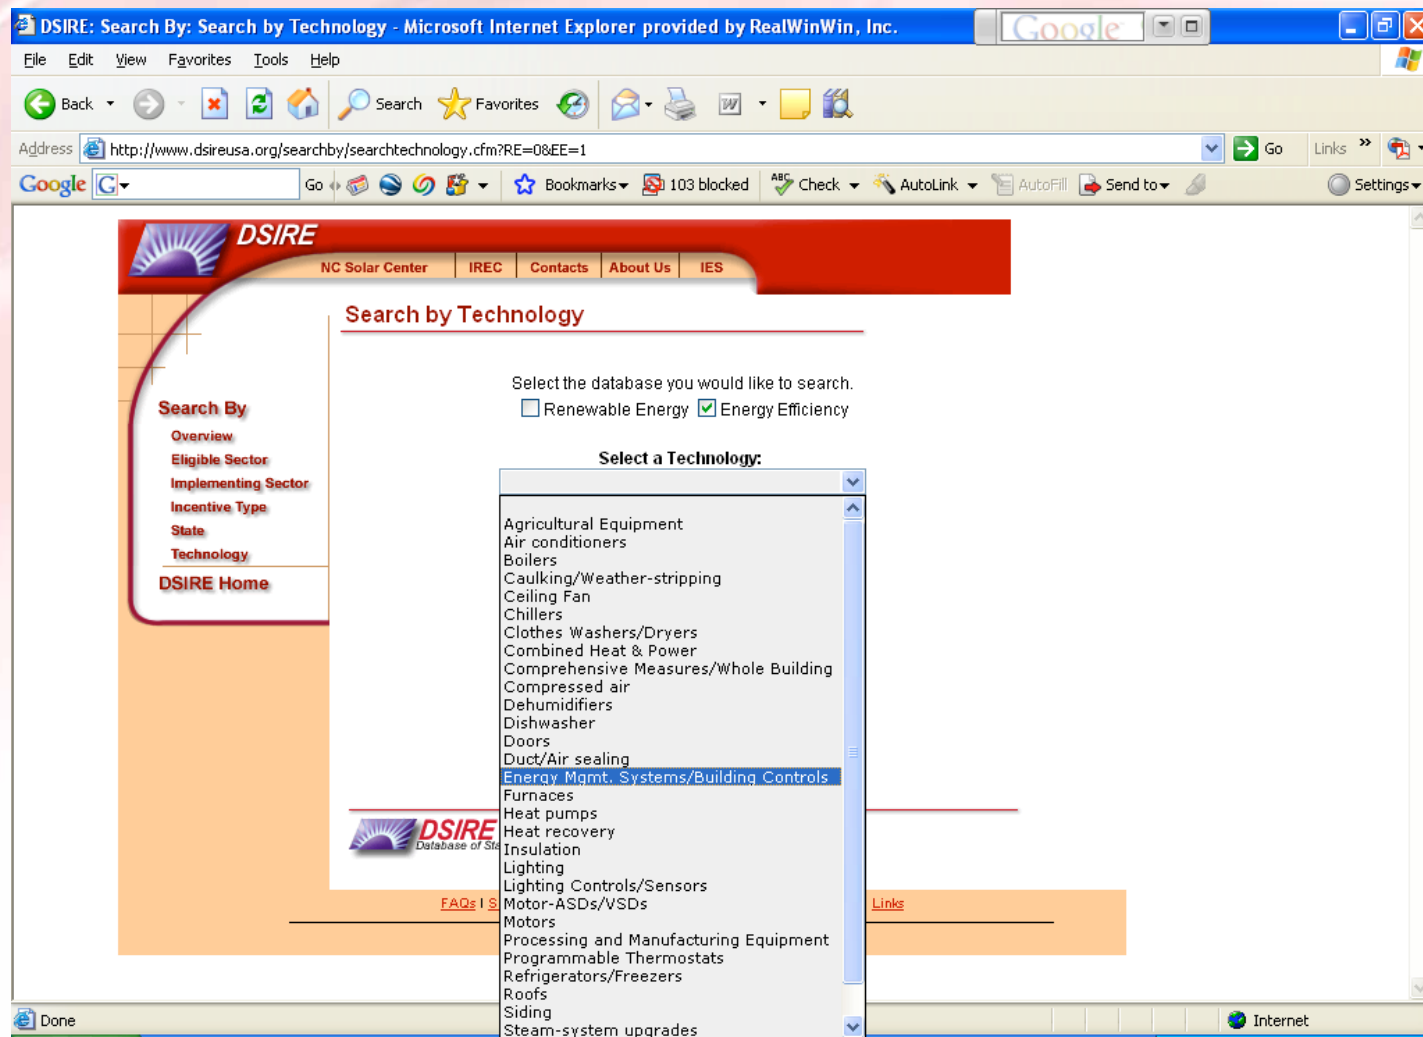 DSIRE: Search By: Search by Technology - Microsoft Internet Explorer provided by RealWinWin, Inc.
Google
File Edit View Favorites Tools Help
Back Search Favorites
Address http://www.dsireusa.org/searchby/searchtechnology.cfm?RE=0&EE=1 Go Links »
Google G Go Bookmarks 103 blocked ABC Check AutoLink AutoFill Send to Settings
DSIRE
NC Solar Center IREC Contacts About Us IES
Search by Technology
Select the database you would like to search.
Renewable Energy Energy Efficiency
Search By
Overview
Eligible Sector
Implementing Sector
Incentive Type
State
Technology
DSIRE Home
Select a Technology:
Agricultural Equipment
Air conditioners
Boilers
Caulking/Weather-stripping
Ceiling Fan
Chillers
Clothes Washers/Dryers
Combined Heat & Power
Comprehensive Measures/Whole Building
Compressed air
Dehumidifiers
Dishwasher
Doors
Duct/Air sealing
Energy Mgmt. Systems/Building Controls
Furnaces
Heat pumps
Heat recovery
Insulation
Lighting
Lighting Controls/Sensors
Motor-ASDs/VSDs
Motors
Processing and Manufacturing Equipment
Programmable Thermostats
Refrigerators/Freezers
Roofs
Siding
Steam-system upgrades
DSIRE
Database of Sta
FAQs | S Links
Done Internet